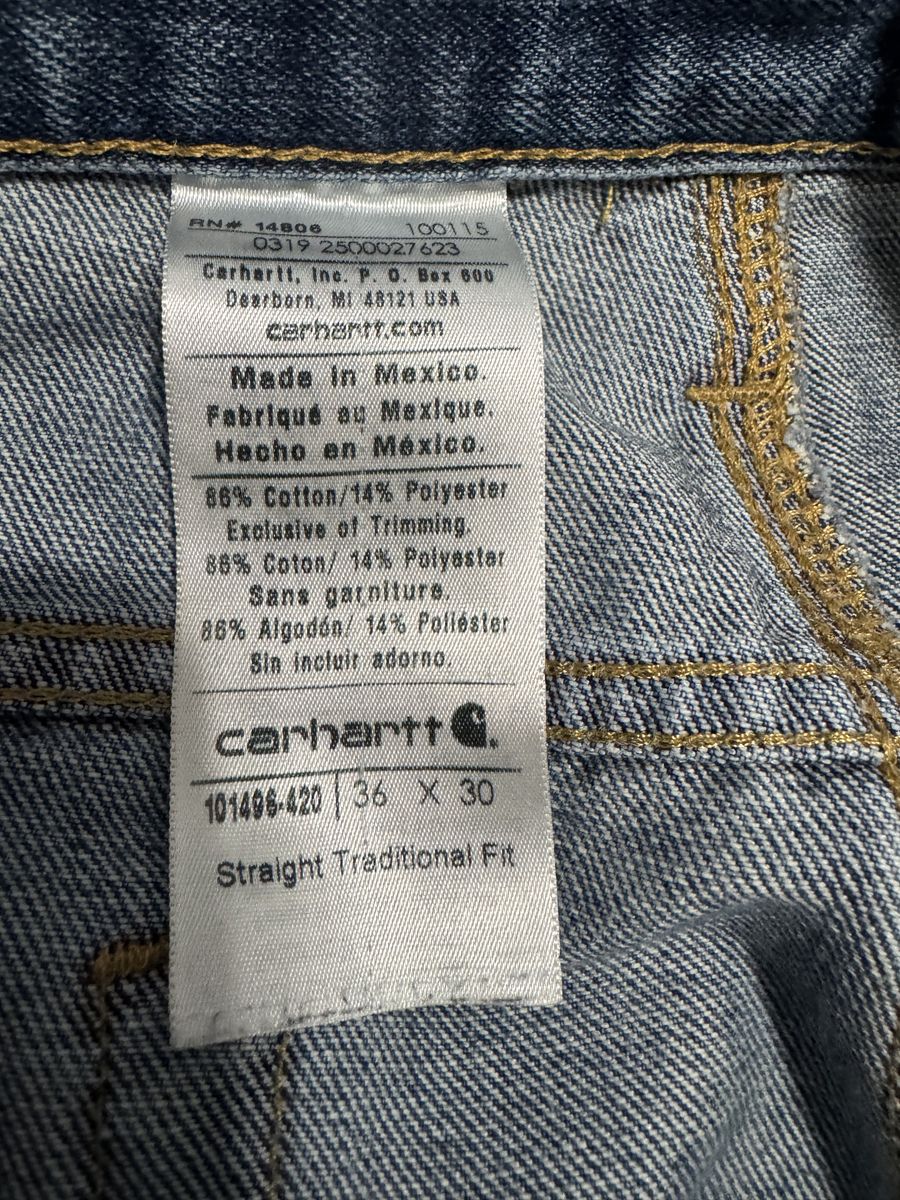 RN# 14806 100115
0319 2500027623
Carhartt, Inc. P. O. Box 600
Dearborn, MI 48121 USA
carhartt.com
Made in Mexico.
Fabriqué au Mexique.
Hecho en México.
86% Cotton/14% Polyester
Exclusive of Trimming.
86% Coton/ 14% Polyester
Sans garniture.
86% Algodón/ 14% Poliéster
Sin incluir adorno.
carhartt
101496-420 36 X 30
Straight Traditional Fit